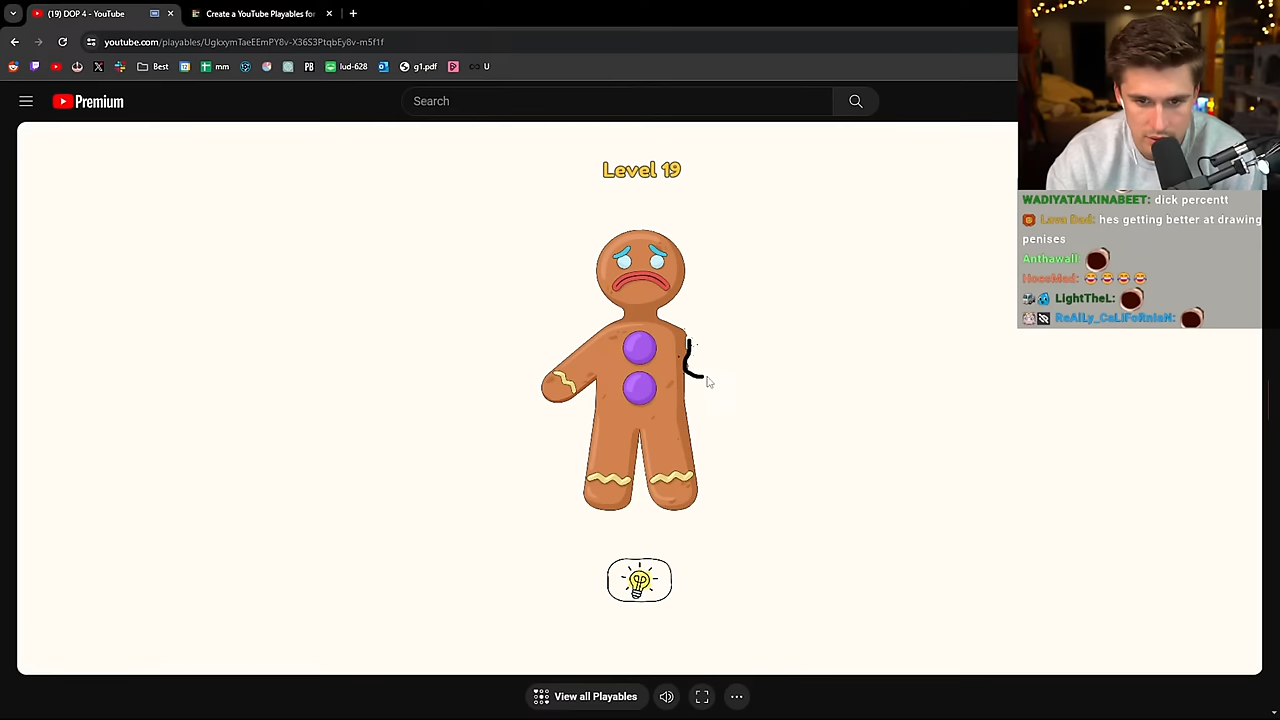 (19) DOP 4 - YouTube
Create a YouTube Playables for
youtube.com/playables/UgkxymTaeEEmPY8v-X36S3PtqbEy8v-m5f1f
Best
mm
PB
lud-628
g1.pdf
U
Premium
Search
Level 19
WADIYATALKINABEET: dick percentt
Lava Dad: hes getting better at drawing
penises
Anthawall:
HocoMad:
LightTheL:
ReAlLy_CaLiFoRniaN:
View all Playables